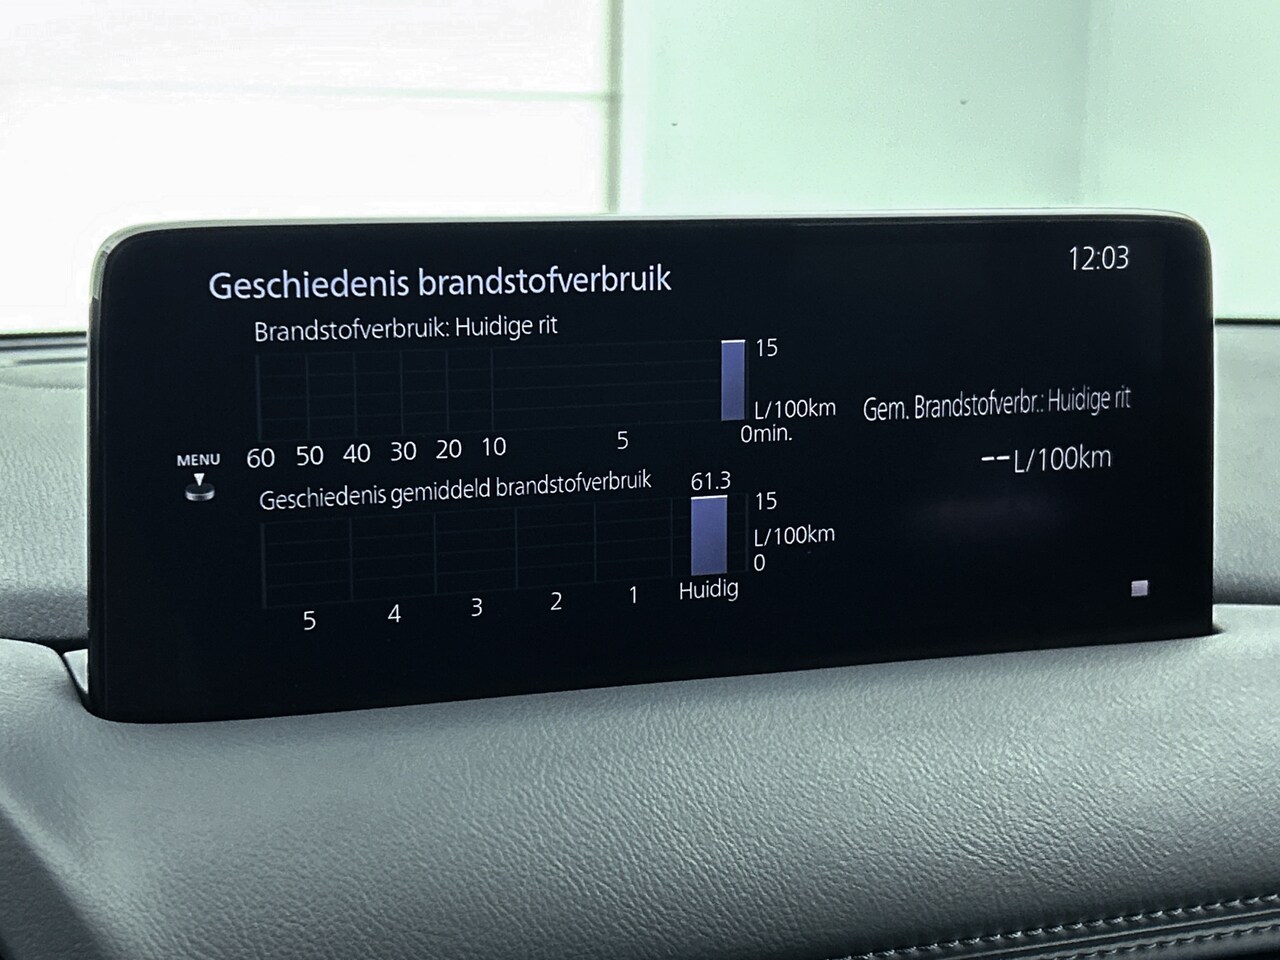 12:03
Geschiedenis brandstofverbruik
Brandstofverbruik: Huidige rit
15
L/100km
0min.
60 50 40 30 20 10 5
MENU
Gem. Brandstofverbr.: Huidige rit
--L/100km
Geschiedenis gemiddeld brandstofverbruik
61.3
15
L/100km
0
5 4 3 2 1 Huidig